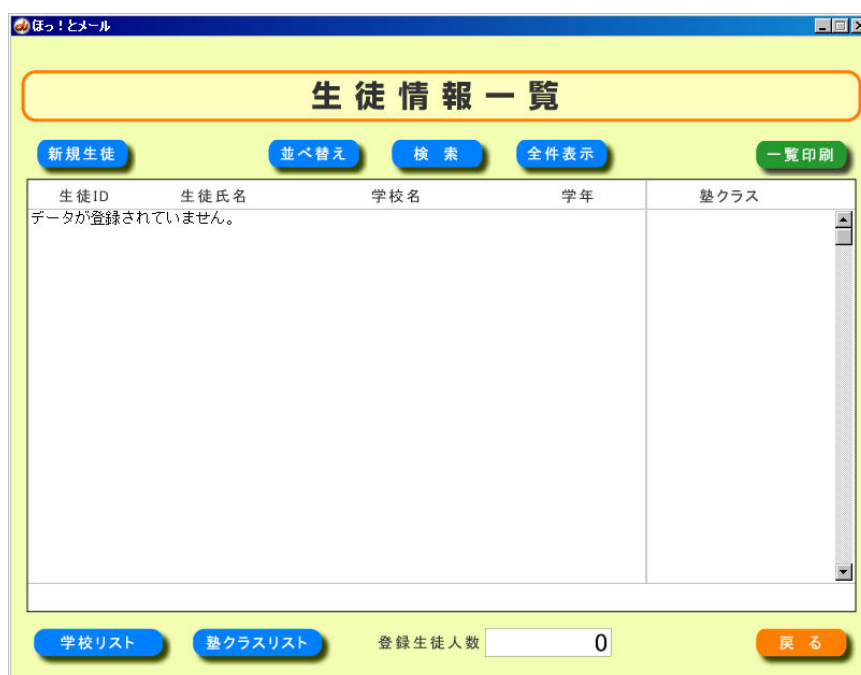 ほっ!とメール
生徒情報一覧
新規生徒 並べ替え 検索 全件表示 一覧印刷
生徒ID 生徒氏名 学校名 学年 塾クラス
データが登録されていません。
学校リスト 塾クラスリスト 登録生徒人数 0 戻る